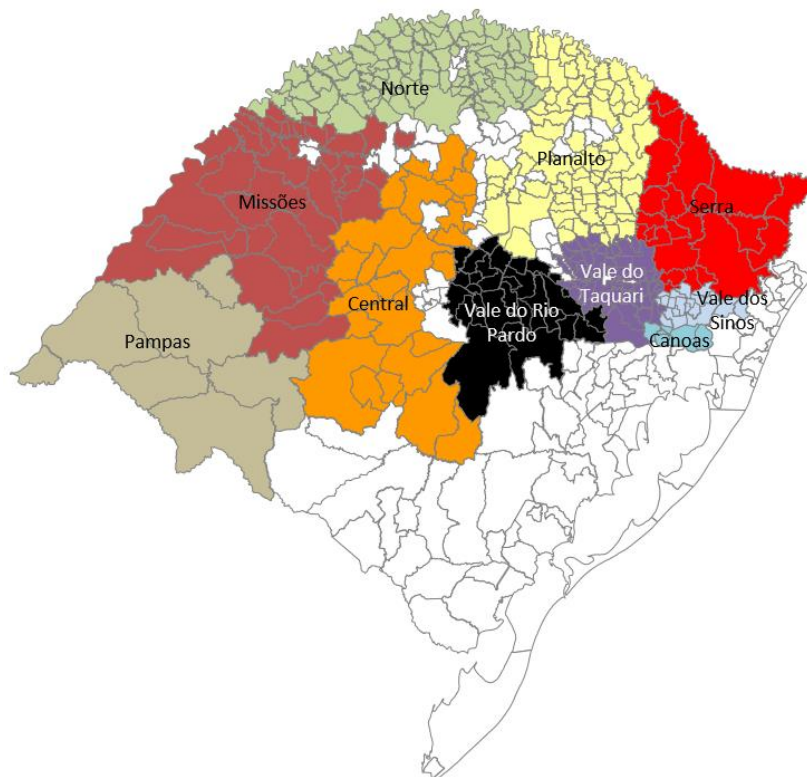 Norte
Planalto
Missões
Serra
Vale do
Taquari
Central
Vale do Rio
Pardo
Vale dos
Sinos
Canoas
Pampas